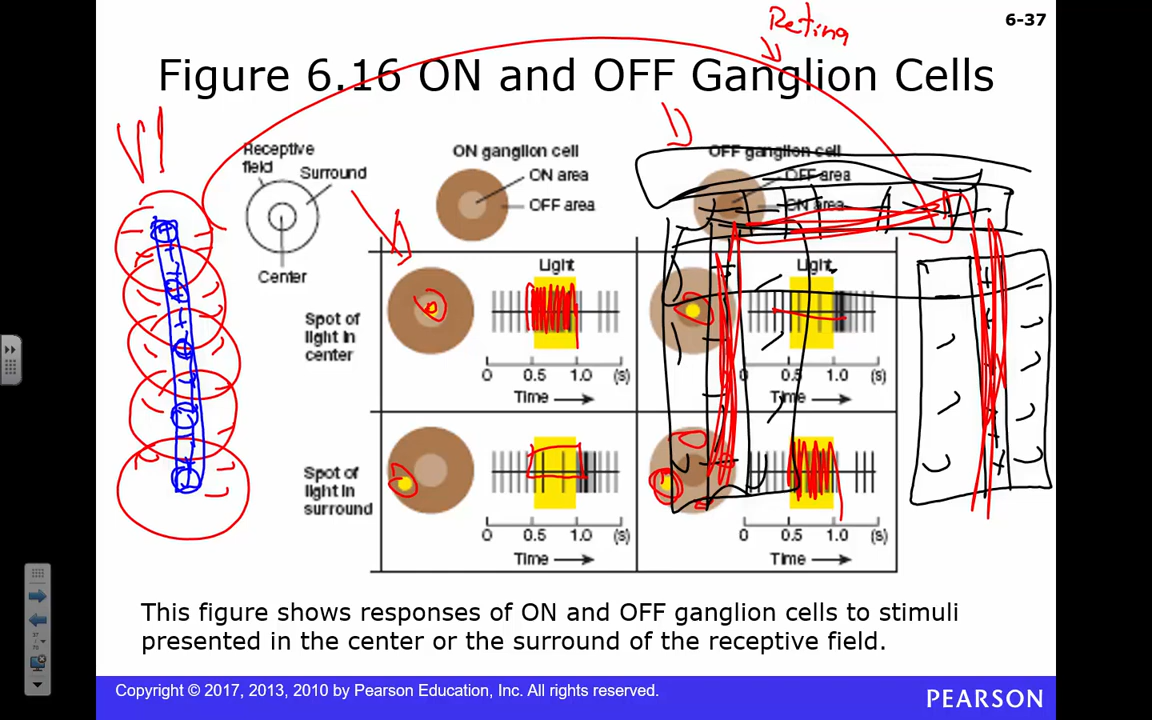 6-37
Retina
Figure 6.16 ON and OFF Ganglion Cells
V1
Receptive
field
Surround
Center
ON ganglion cell
ON area
OFF area
OFF ganglion cell
OFF area
ON area
Spot of
light in
center
Light
0 0.5 1.0 (s)
Time
Light
0 0.5 1.0 (s)
Time
Spot of
light in
surround
0 0.5 1.0 (s)
Time
0 0.5 1.0 (s)
Time
This figure shows responses of ON and OFF ganglion cells to stimuli
presented in the center or the surround of the receptive field.
Copyright © 2017, 2013, 2010 by Pearson Education, Inc. All rights reserved.
PEARSON